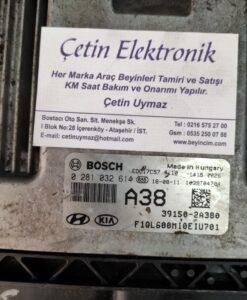 Çetin Elektronik
Her Marka Araç Beyinleri Tamiri ve Satışı
KM Saat Bakım ve Onarımı Yapılır.
Çetin Uymaz
Bostacı Oto San. Sit. Menekşe Sk.
I Blok No:28 İçerenköy - Ataşehir / İST.
E-mail: cetinuymaz@hotmail.com
Tel : 0216 575 27 00
Gsm : 0535 250 07 88
www.beyincim.com
BOSCH EDC17C57
Made in Hungary
0 281 032 614
A38
39150-2A380
HYUNDAI KIA